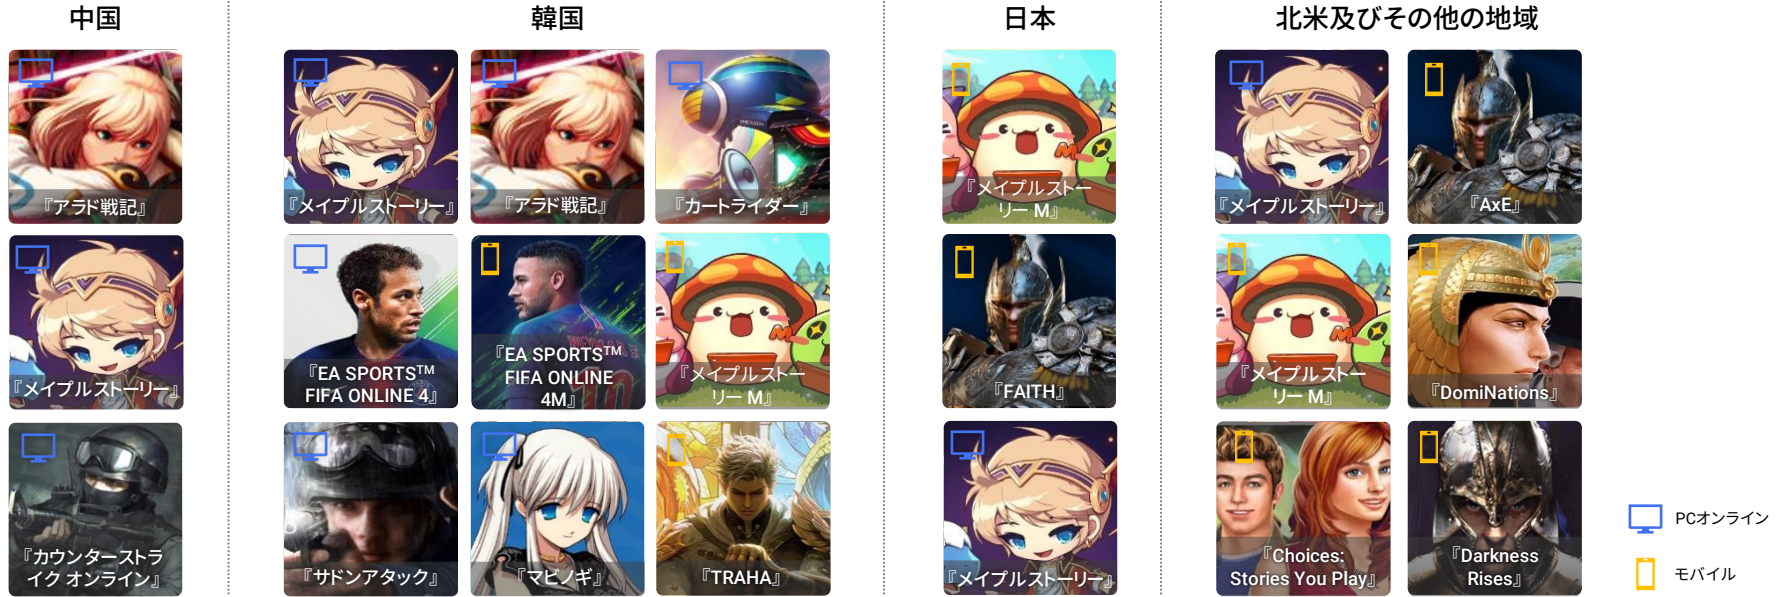 中国
『アラド戦記』
『メイプルストーリー』
『カウンターストラ
イク オンライン』
韓国
『メイプルストーリー』
『アラド戦記』
『カートライダー』
『EA SPORTS™
FIFA ONLINE 4』
『EA SPORTS™
FIFA ONLINE
4M』
『メイプルストー
リー M』
『サドンアタック』
『マビノギ』
『TRAHA』
日本
『メイプルストー
リー M』
『FAITH』
『メイプルストーリー』
北米及びその他の地域
『メイプルストーリー』
『AxE』
『メイプルストー
リー M』
『DomiNations』
『Choices:
Stories You Play』
『Darkness
Rises』
PCオンライン
モバイル